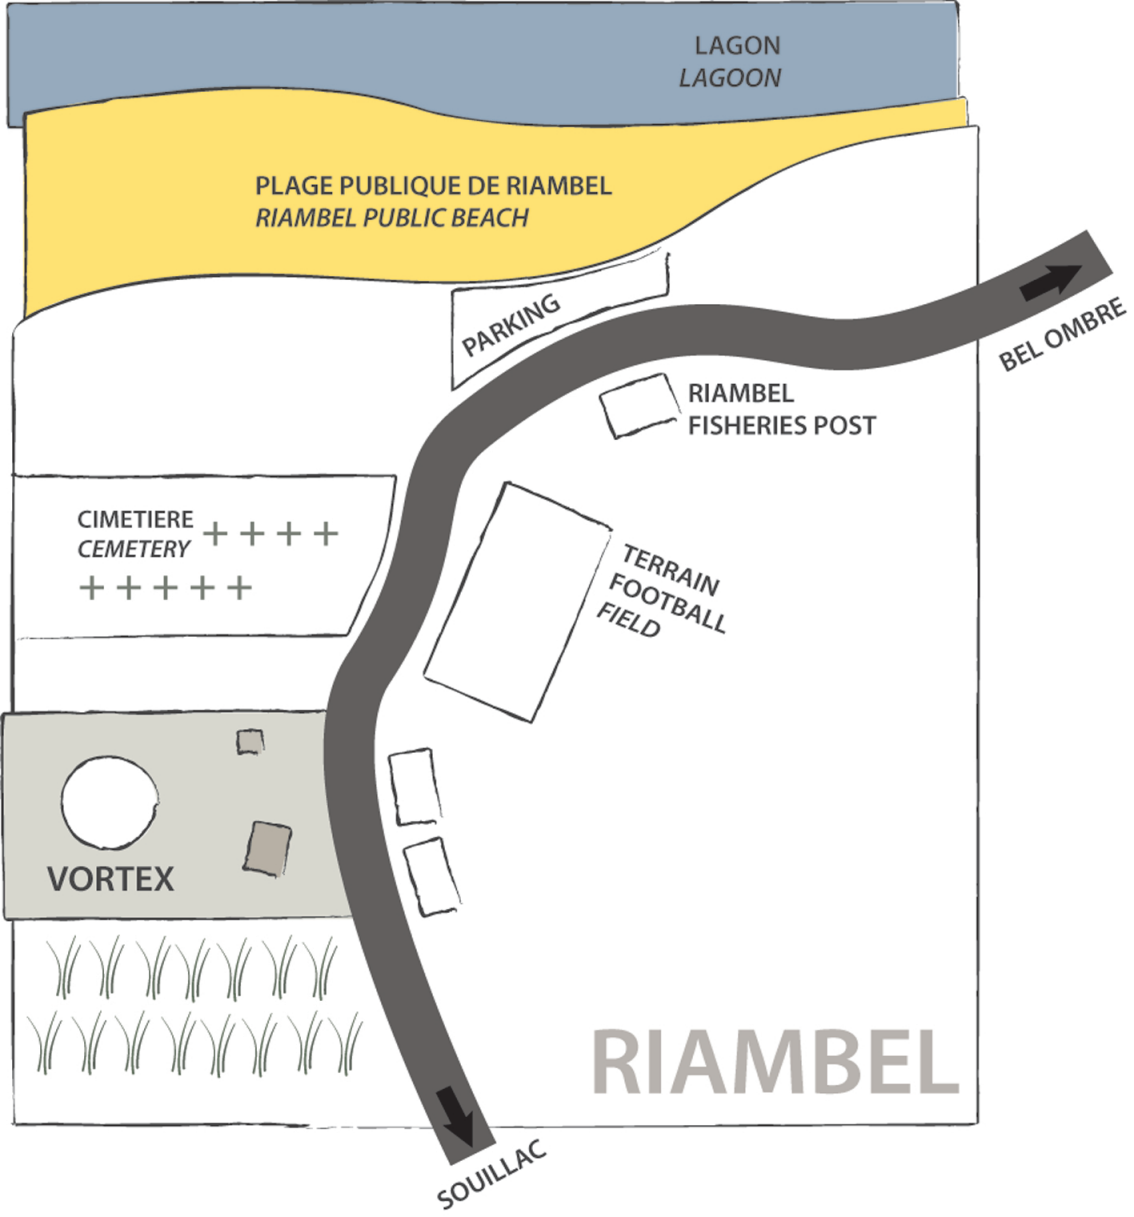 LAGON
LAGOON
PLAGE PUBLIQUE DE RIAMBEL
RIAMBEL PUBLIC BEACH
PARKING
BEL OMBRE
RIAMBEL
FISHERIES POST
CIMETIERE
CEMETERY
TERRAIN
FOOTBALL
FIELD
VORTEX
RIAMBEL
SOUILLAC